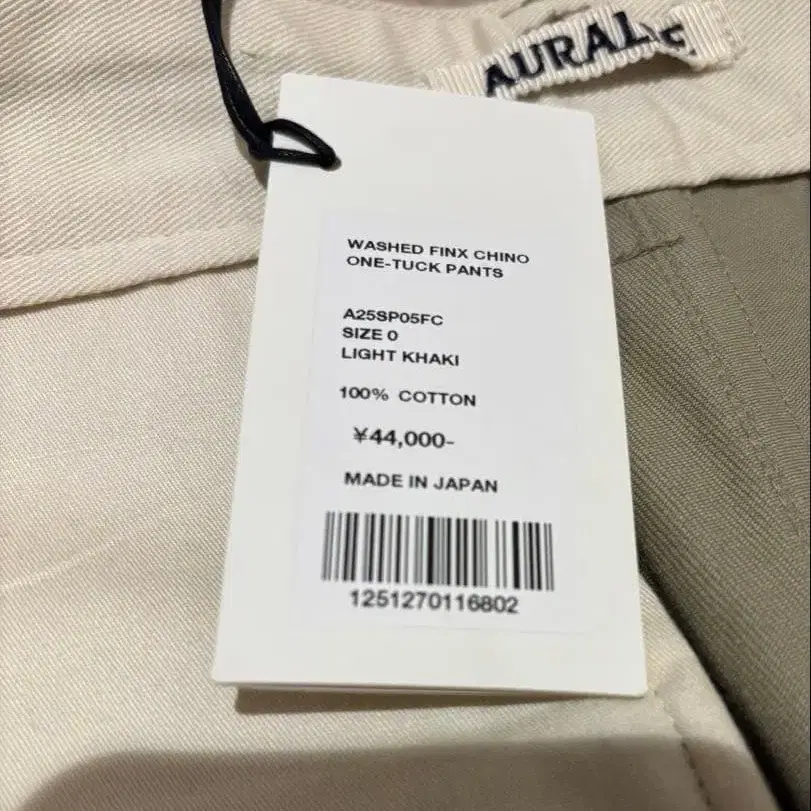 AURALEE
WASHED FINX CHINO
ONE-TUCK PANTS
A25SP05FC
SIZE 0
LIGHT KHAKI
100% COTTON
¥44,000-
MADE IN JAPAN
1251270116802